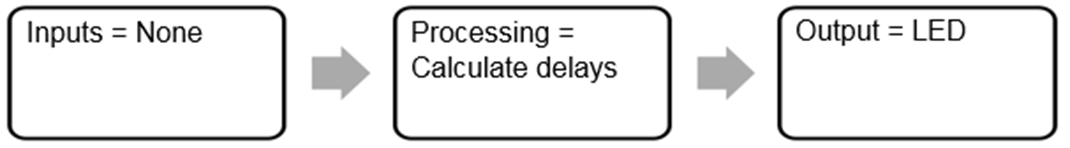 Inputs = None
Processing =
Calculate delays
Output = LED